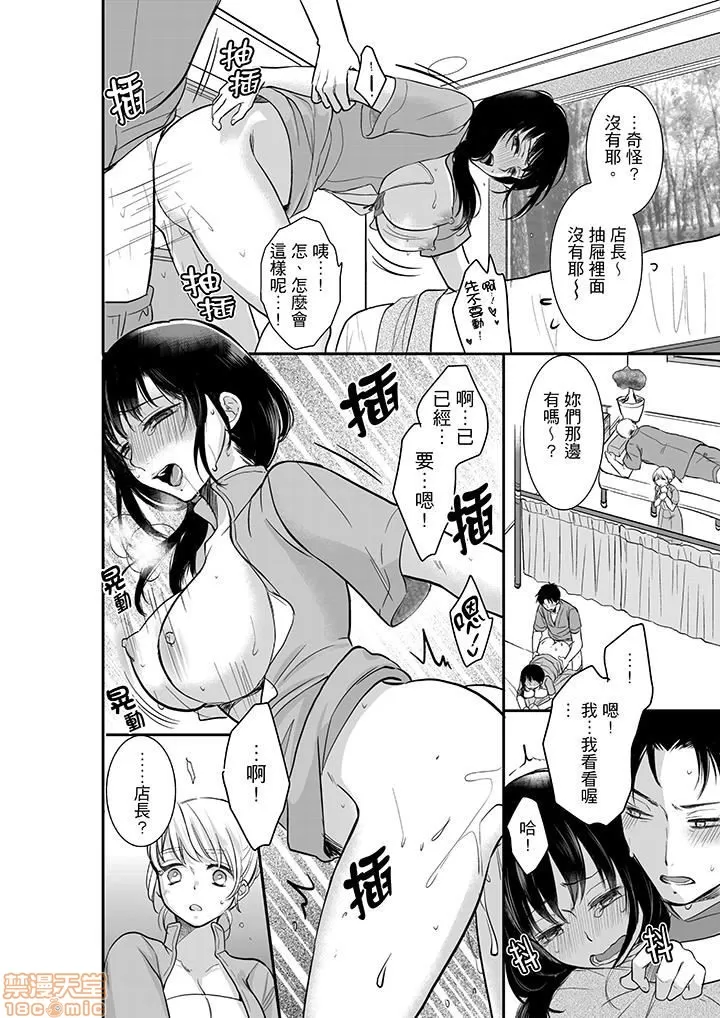 …奇怪？
沒有耶。
店長～
抽屜裡面
沒有耶～
…！
抽插
抽插
插
咦…！
怎、怎麼會
這樣呢…！
啊…！
先不要動！
抽插
妳們那邊
有嗎～？
…！
嗯！
我…我看看喔
…
哈！
啊…已
已經…
要…嗯！
插
插
嗯！
晃動
晃動
…啊！
插
……店長？
禁漫天堂
18comic